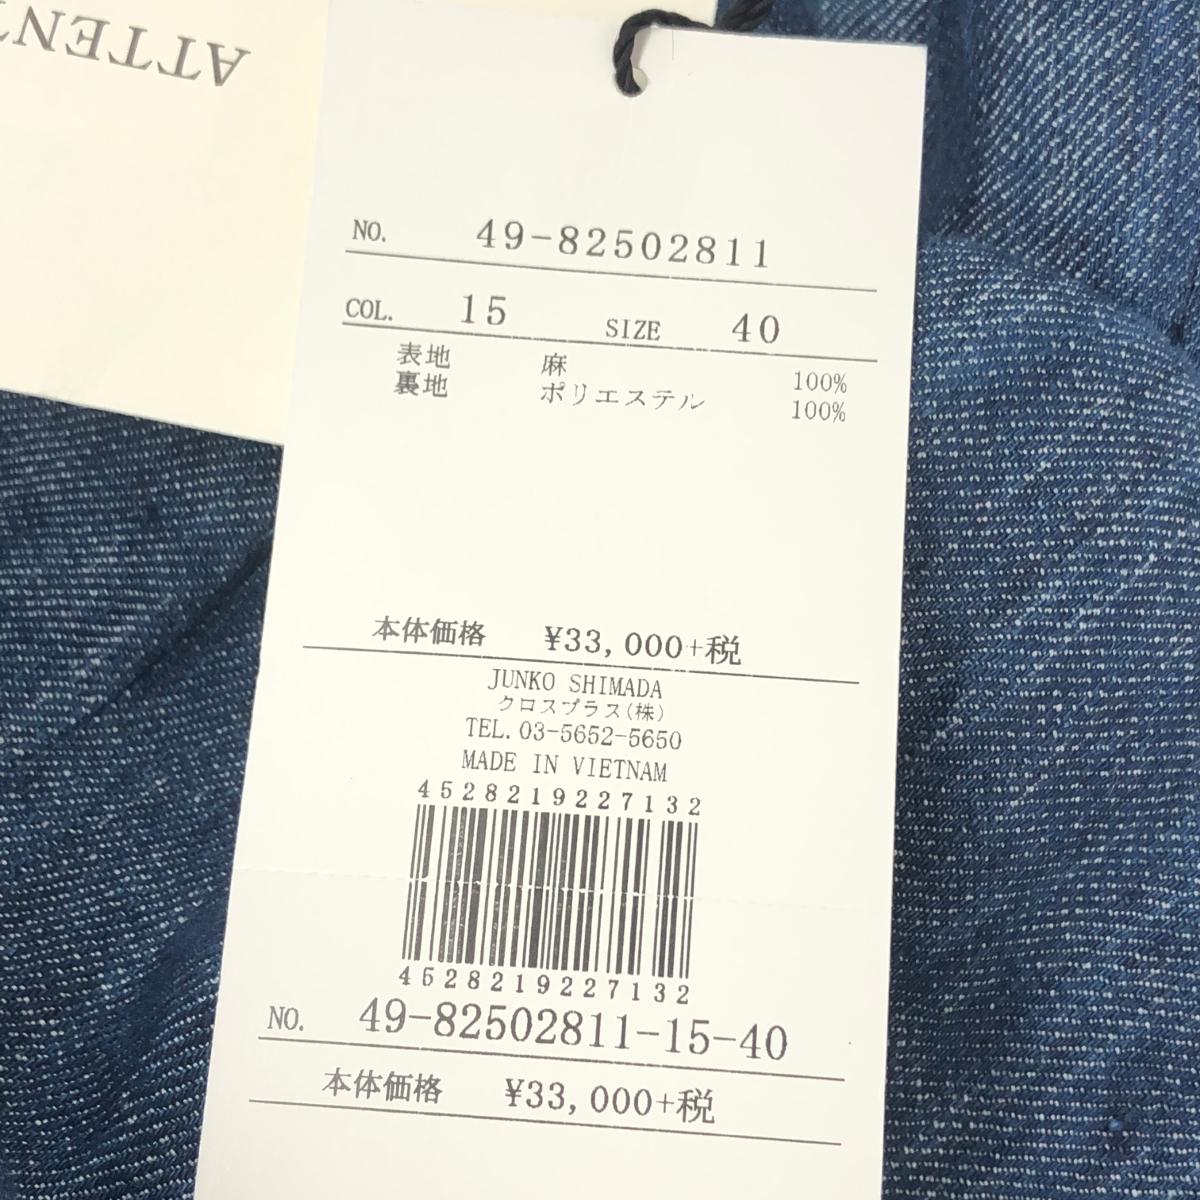 ATTEN
NO. 49-82502811
COL. 15 SIZE 40
表地 麻 100%
裏地 ポリエステル 100%
本体価格 ¥33,000+税
JUNKO SHIMADA
クロスプラス(株)
TEL.03-5652-5650
MADE IN VIETNAM
4528219227132
4528219227132
NO. 49-82502811-15-40
本体価格 ¥33,000+税